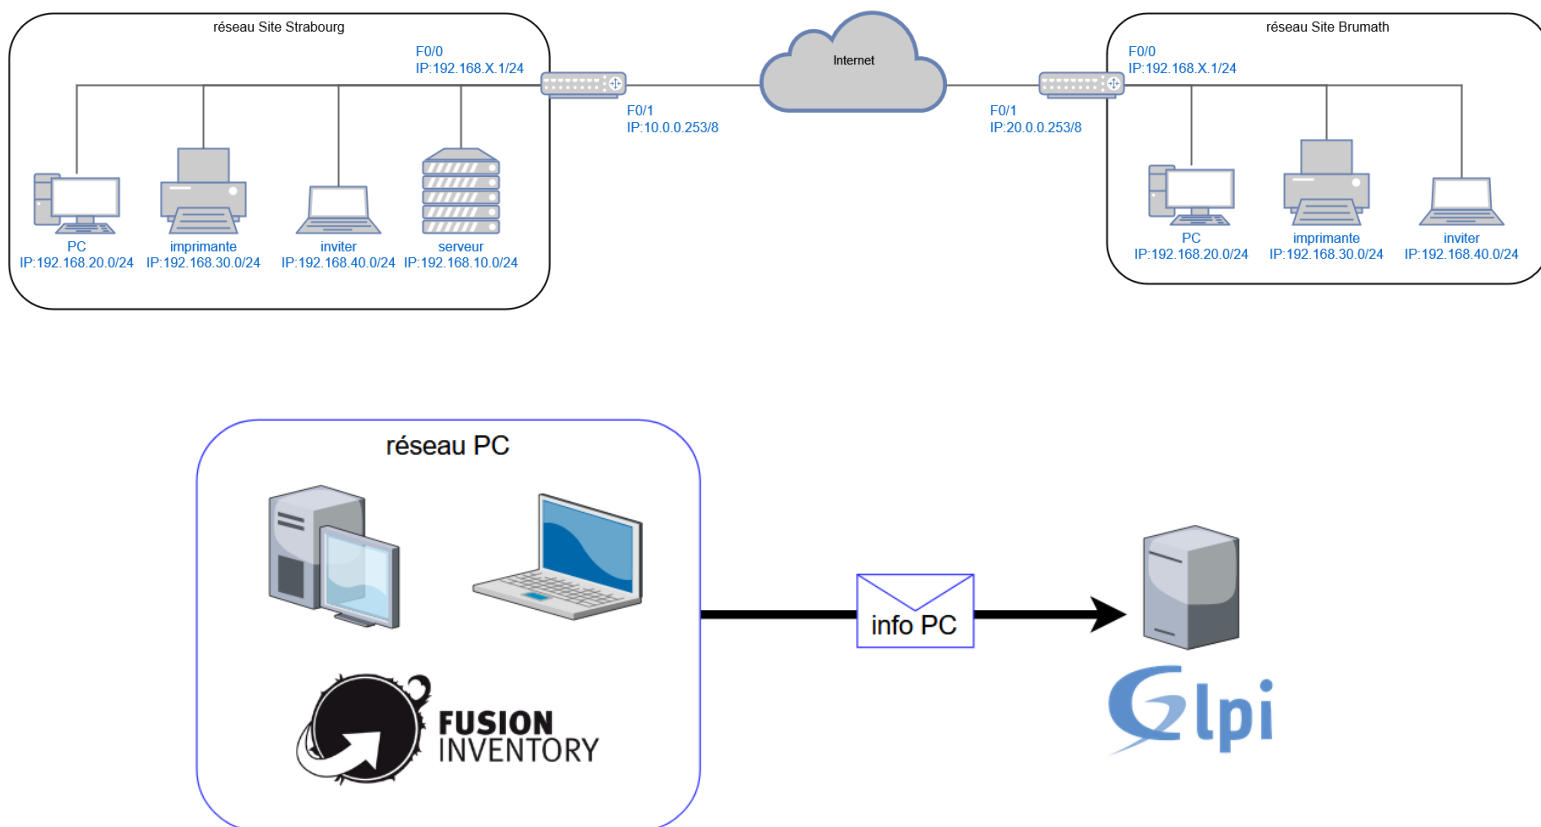 réseau Site Strabourg
F0/0
IP:192.168.X.1/24
F0/1
IP:10.0.0.253/8
PC
IP:192.168.20.0/24
imprimante
IP:192.168.30.0/24
inviter
IP:192.168.40.0/24
serveur
IP:192.168.10.0/24
Internet
réseau Site Brumath
F0/0
IP:192.168.X.1/24
F0/1
IP:20.0.0.253/8
PC
IP:192.168.20.0/24
imprimante
IP:192.168.30.0/24
inviter
IP:192.168.40.0/24
réseau PC
FUSION
INVENTORY
info PC
Glpi